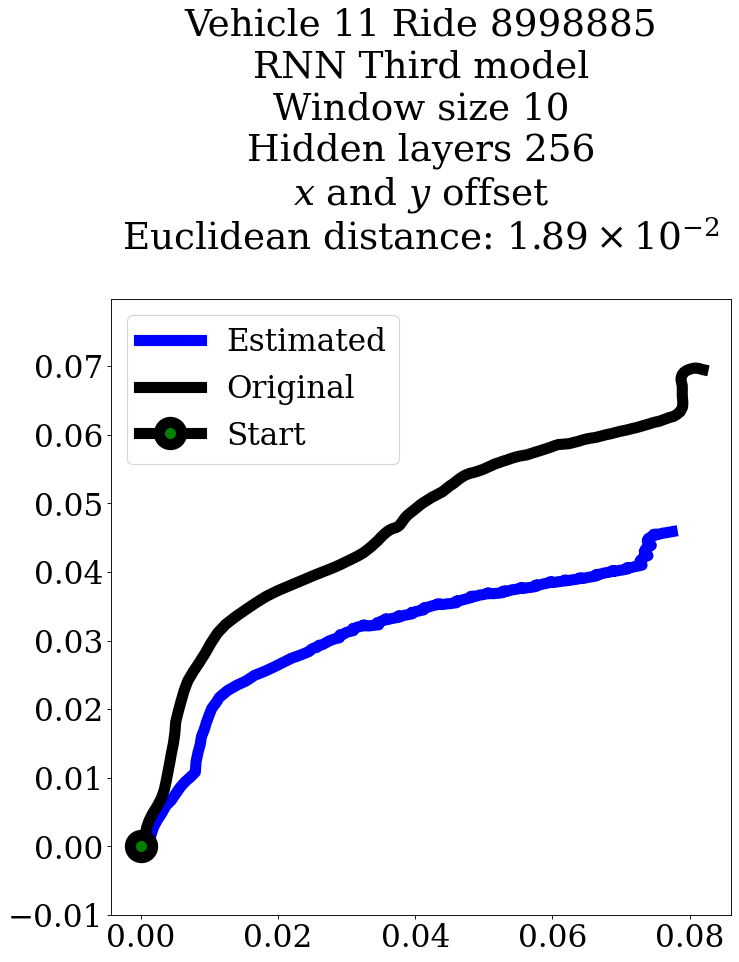 Vehicle 11 Ride 8998885
RNN Third model
Window size 10
Hidden layers 256
x and y offset
Euclidean distance: 1.89 × 10⁻²
Estimated
Original
Start
0.07
0.06
0.05
0.04
0.03
0.02
0.01
0.00
−0.01
0.00 0.02 0.04 0.06 0.08